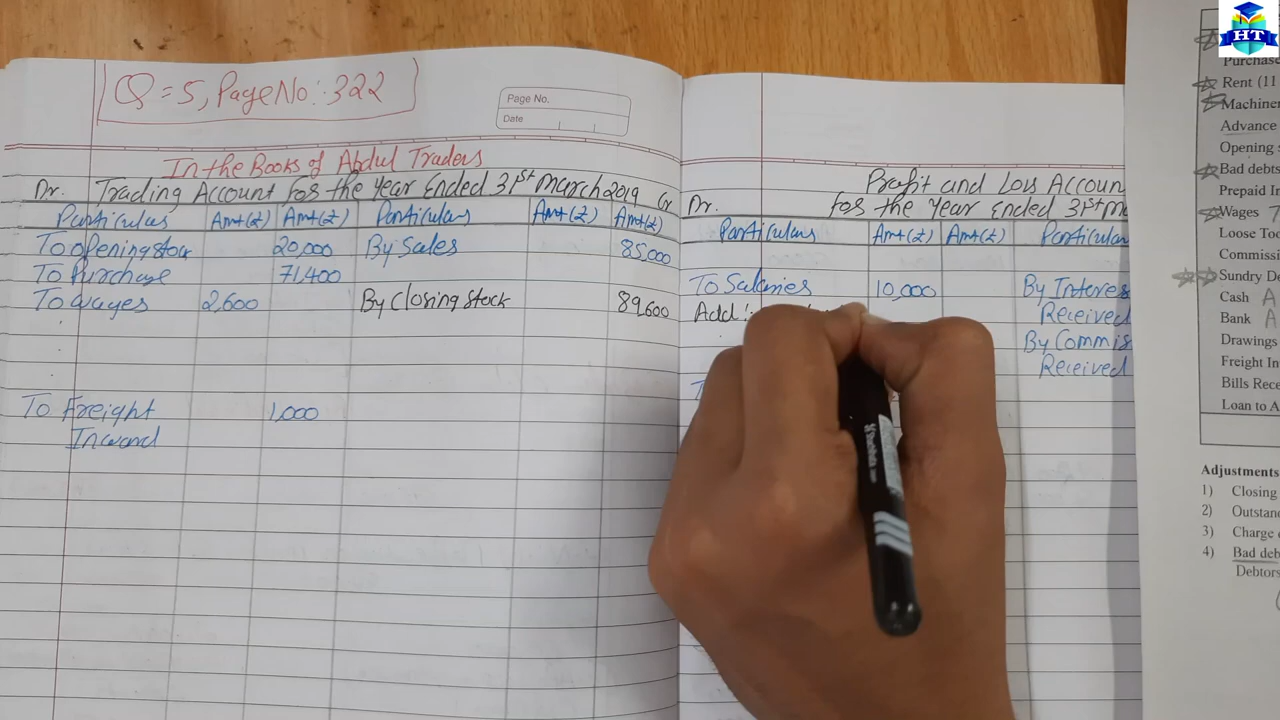 HT
Q = 5, Page No:- 322
Page No.
Date
In the Books of Abdul Traders
Dr. Trading Account for the Year Ended 31st March 2019 Cr
Particulars Amt(₹) Amt(₹) Particulars Amt(₹) Amt(₹)
To Opening stock 20,000 By Sales 85,000
To Purchase 71,400
To wages 2,600 By Closing stock 89,600
To Freight 1,000
Inward
Profit and Loss Accoun
Dr. for the Year Ended 31st M
Particulars Amt(₹) Amt(₹) Particular
To Salaries 10,000 By Interes
Add:- Received
By Commis
Received
Purchase
Rent (11
Machiner
Advance
Opening s
Bad debts
Prepaid In
Wages
Loose Too
Commissi
Sundry De
Cash A
Bank A
Drawings
Freight In
Bills Rece
Loan to A
Adjustments
1) Closing
2) Outstan
3) Charge
4) Bad deb
Debtors